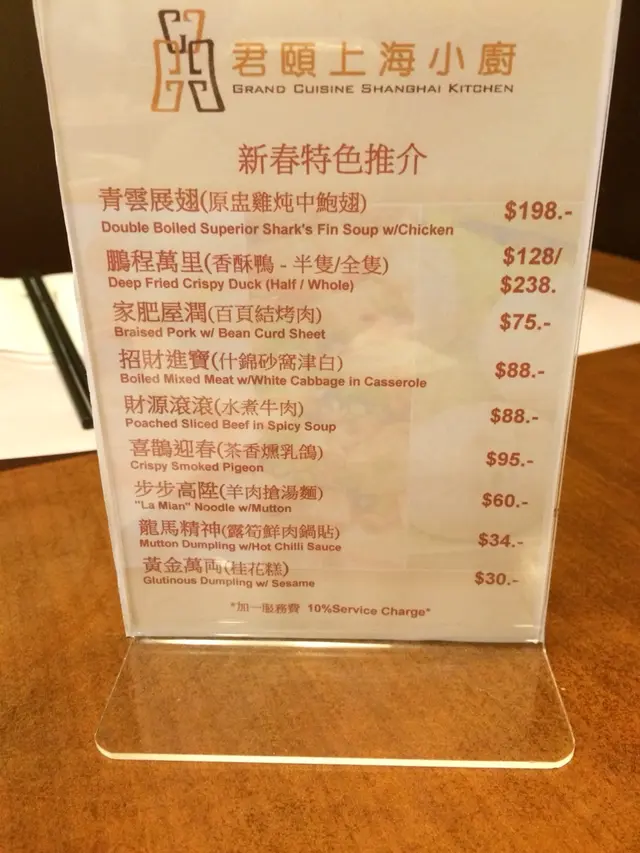 君頤上海小廚
GRAND CUISINE SHANGHAI KITCHEN
新春特色推介
青雲展翅(原盅雞炖中鮑翅) $198.-
Double Boiled Superior Shark's Fin Soup w/Chicken
鵬程萬里(香酥鴨 - 半隻/全隻) $128/
Deep Fried Crispy Duck (Half / Whole) $238.
家肥屋潤(百頁結烤肉) $75.-
Braised Pork w/ Bean Curd Sheet
招財進寶(什錦砂窩津白) $88.-
Boiled Mixed Meat w/White Cabbage in Casserole
財源滾滾(水煮牛肉) $88.-
Poached Sliced Beef in Spicy Soup
喜鵲迎春(茶香燻乳鴿) $95.-
Crispy Smoked Pigeon
步步高陞(羊肉搶湯麵) $60.-
"La Mian" Noodle w/Mutton
龍馬精神(露筍鮮肉鍋貼) $34.-
Mutton Dumpling w/Hot Chilli Sauce
黃金萬両(桂花糕) $30.-
Glutinous Dumpling w/ Sesame
*加一服務費 10%Service Charge*